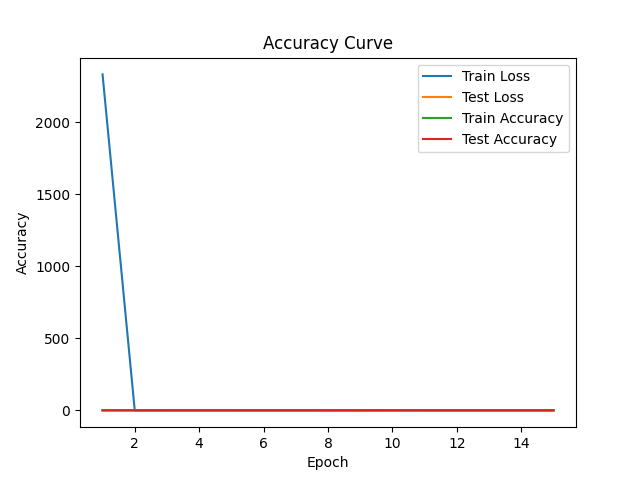 Accuracy Curve
Train Loss
Test Loss
Train Accuracy
Test Accuracy
2000
1500
1000
500
0
Accuracy
2 4 6 8 10 12 14
Epoch